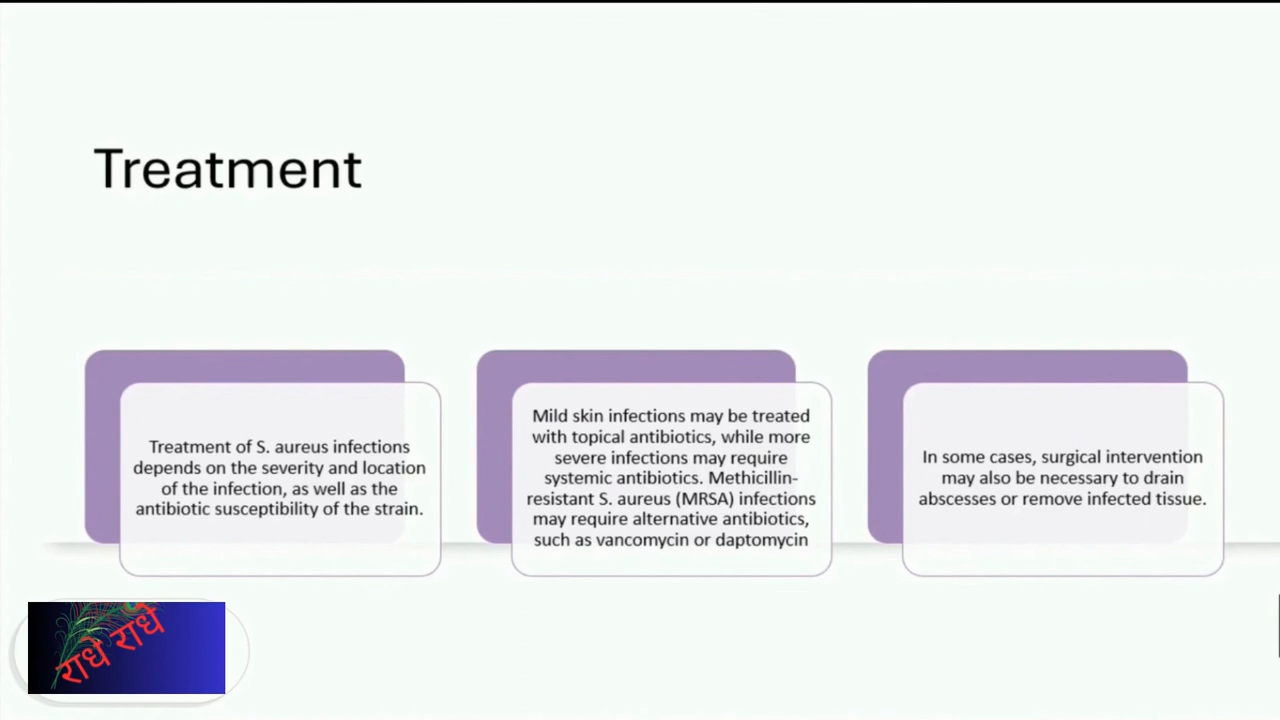 Treatment
Treatment of S. aureus infections
depends on the severity and location
of the infection, as well as the
antibiotic susceptibility of the strain.
Mild skin infections may be treated
with topical antibiotics, while more
severe infections may require
systemic antibiotics. Methicillin-
resistant S. aureus (MRSA) infections
may require alternative antibiotics,
such as vancomycin or daptomycin
In some cases, surgical intervention
may also be necessary to drain
abscesses or remove infected tissue.
राधे राधे